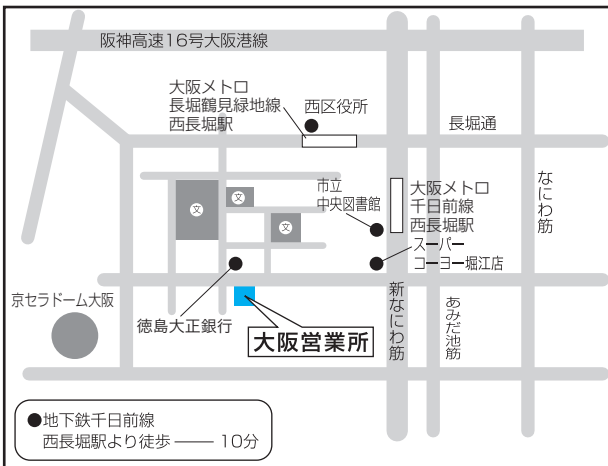 阪神高速16号大阪港線
大阪メトロ
長堀鶴見緑地線
西長堀駅
西区役所
長堀通
市立
中央図書館
大阪メトロ
千日前線
西長堀駅
スーパー
コーヨー堀江店
なにわ筋
文
文
文
京セラドーム大阪
徳島大正銀行
大阪営業所
新なにわ筋
あみだ池筋
●地下鉄千日前線
西長堀駅より徒歩 ―― 10分